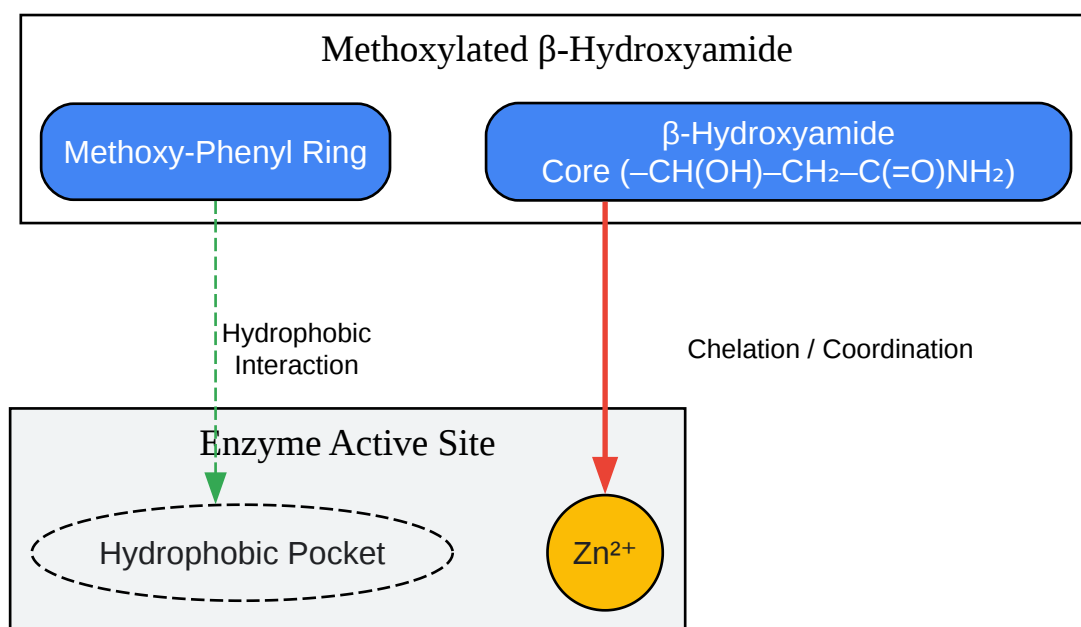 Methoxylated β-Hydroxyamide
Methoxy-Phenyl Ring
β-Hydroxyamide
Core (–CH(OH)–CH₂–C(=O)NH₂)
Hydrophobic
Interaction
Chelation / Coordination
Enzyme Active Site
Hydrophobic Pocket
Zn²⁺